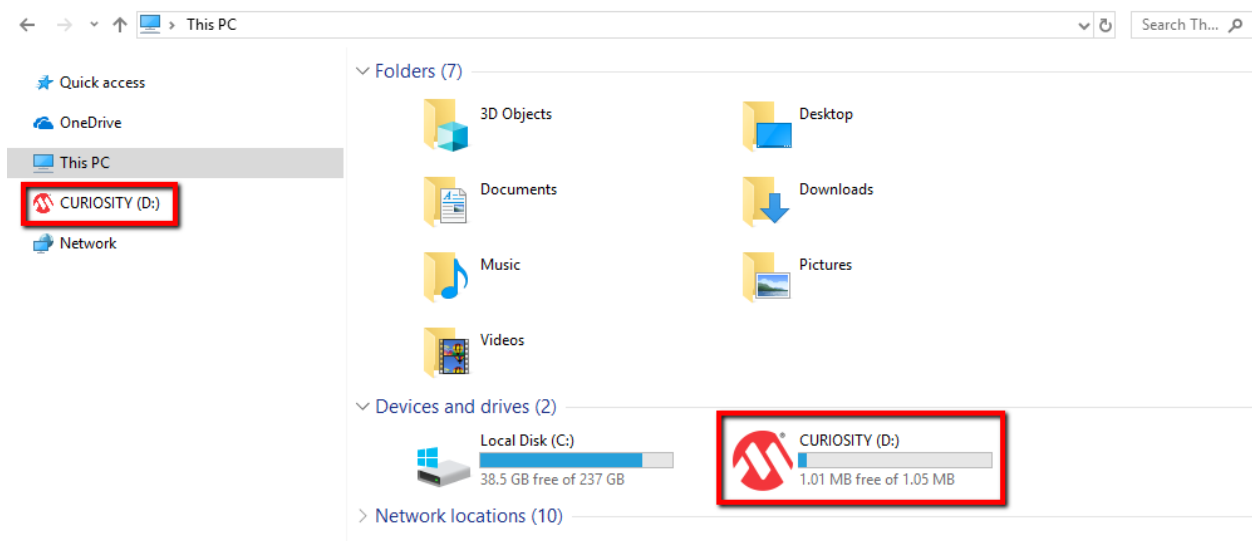 This PC
Search Th...
Quick access
OneDrive
This PC
CURIOSITY (D:)
Network
Folders (7)
3D Objects
Desktop
Documents
Downloads
Music
Pictures
Videos
Devices and drives (2)
Local Disk (C:)
38.5 GB free of 237 GB
CURIOSITY (D:)
1.01 MB free of 1.05 MB
Network locations (10)